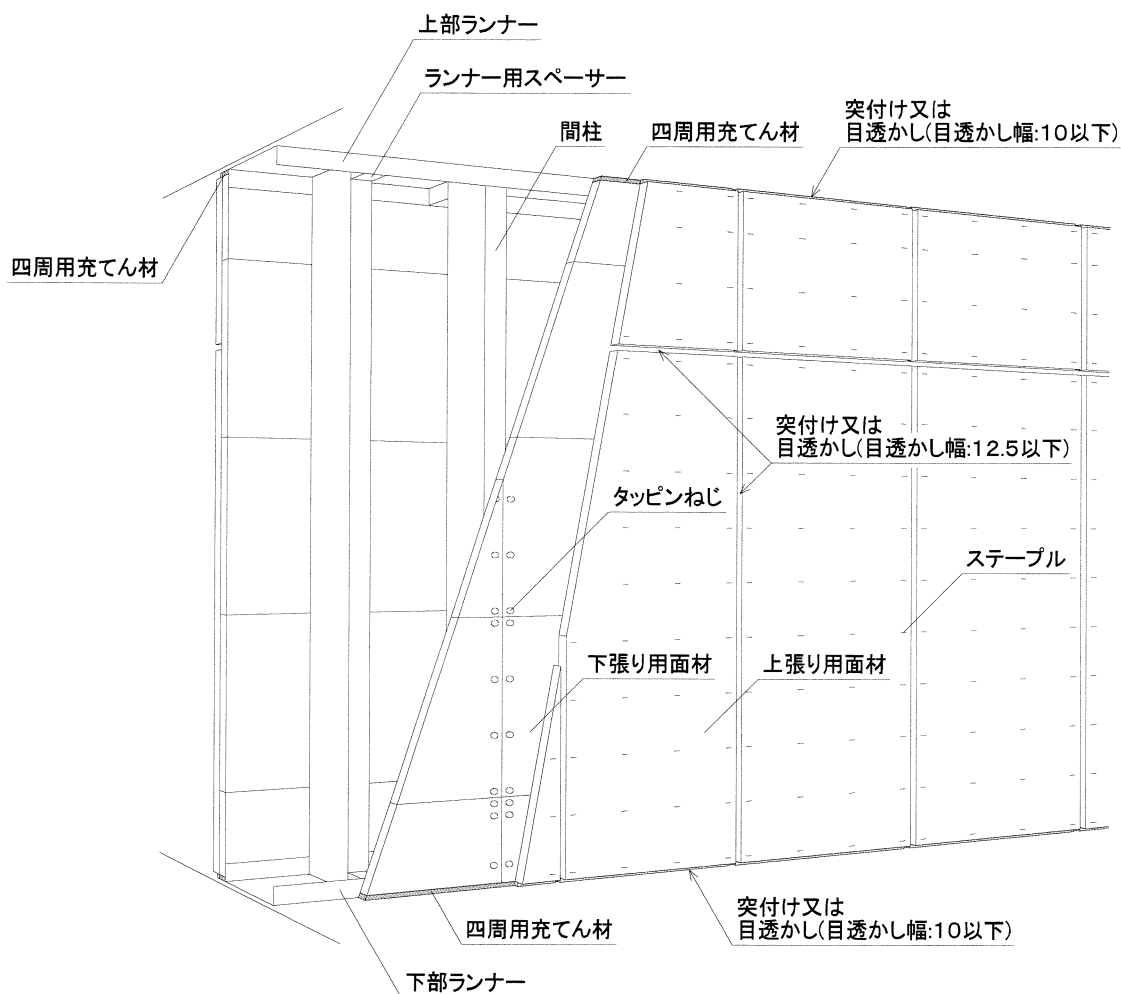 上部ランナー
ランナー用スペーサー
間柱
四周用充てん材
突付け又は
目透かし(目透かし幅:10以下)
四周用充てん材
突付け又は
目透かし(目透かし幅:12.5以下)
タッピンねじ
ステープル
下張り用面材
上張り用面材
突付け又は
目透かし(目透かし幅:10以下)
四周用充てん材
下部ランナー